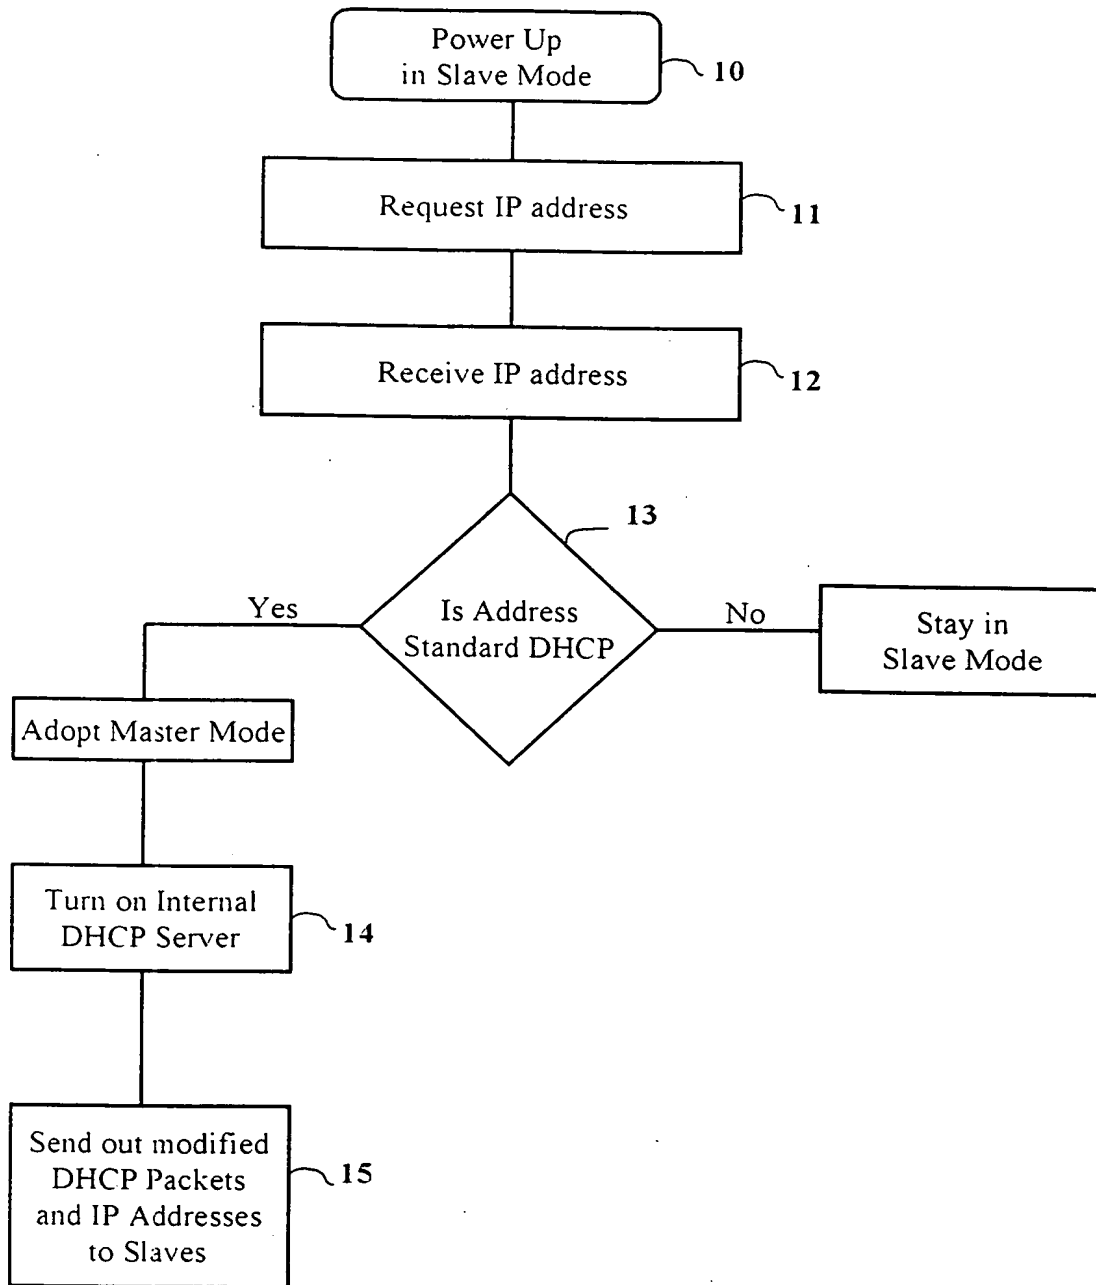 Power Up
in Slave Mode
10
Request IP address
11
Receive IP address
12
13
Is Address
Standard DHCP
Yes
No
Stay in
Slave Mode
Adopt Master Mode
Turn on Internal
DHCP Server
14
Send out modified
DHCP Packets
and IP Addresses
to Slaves
15